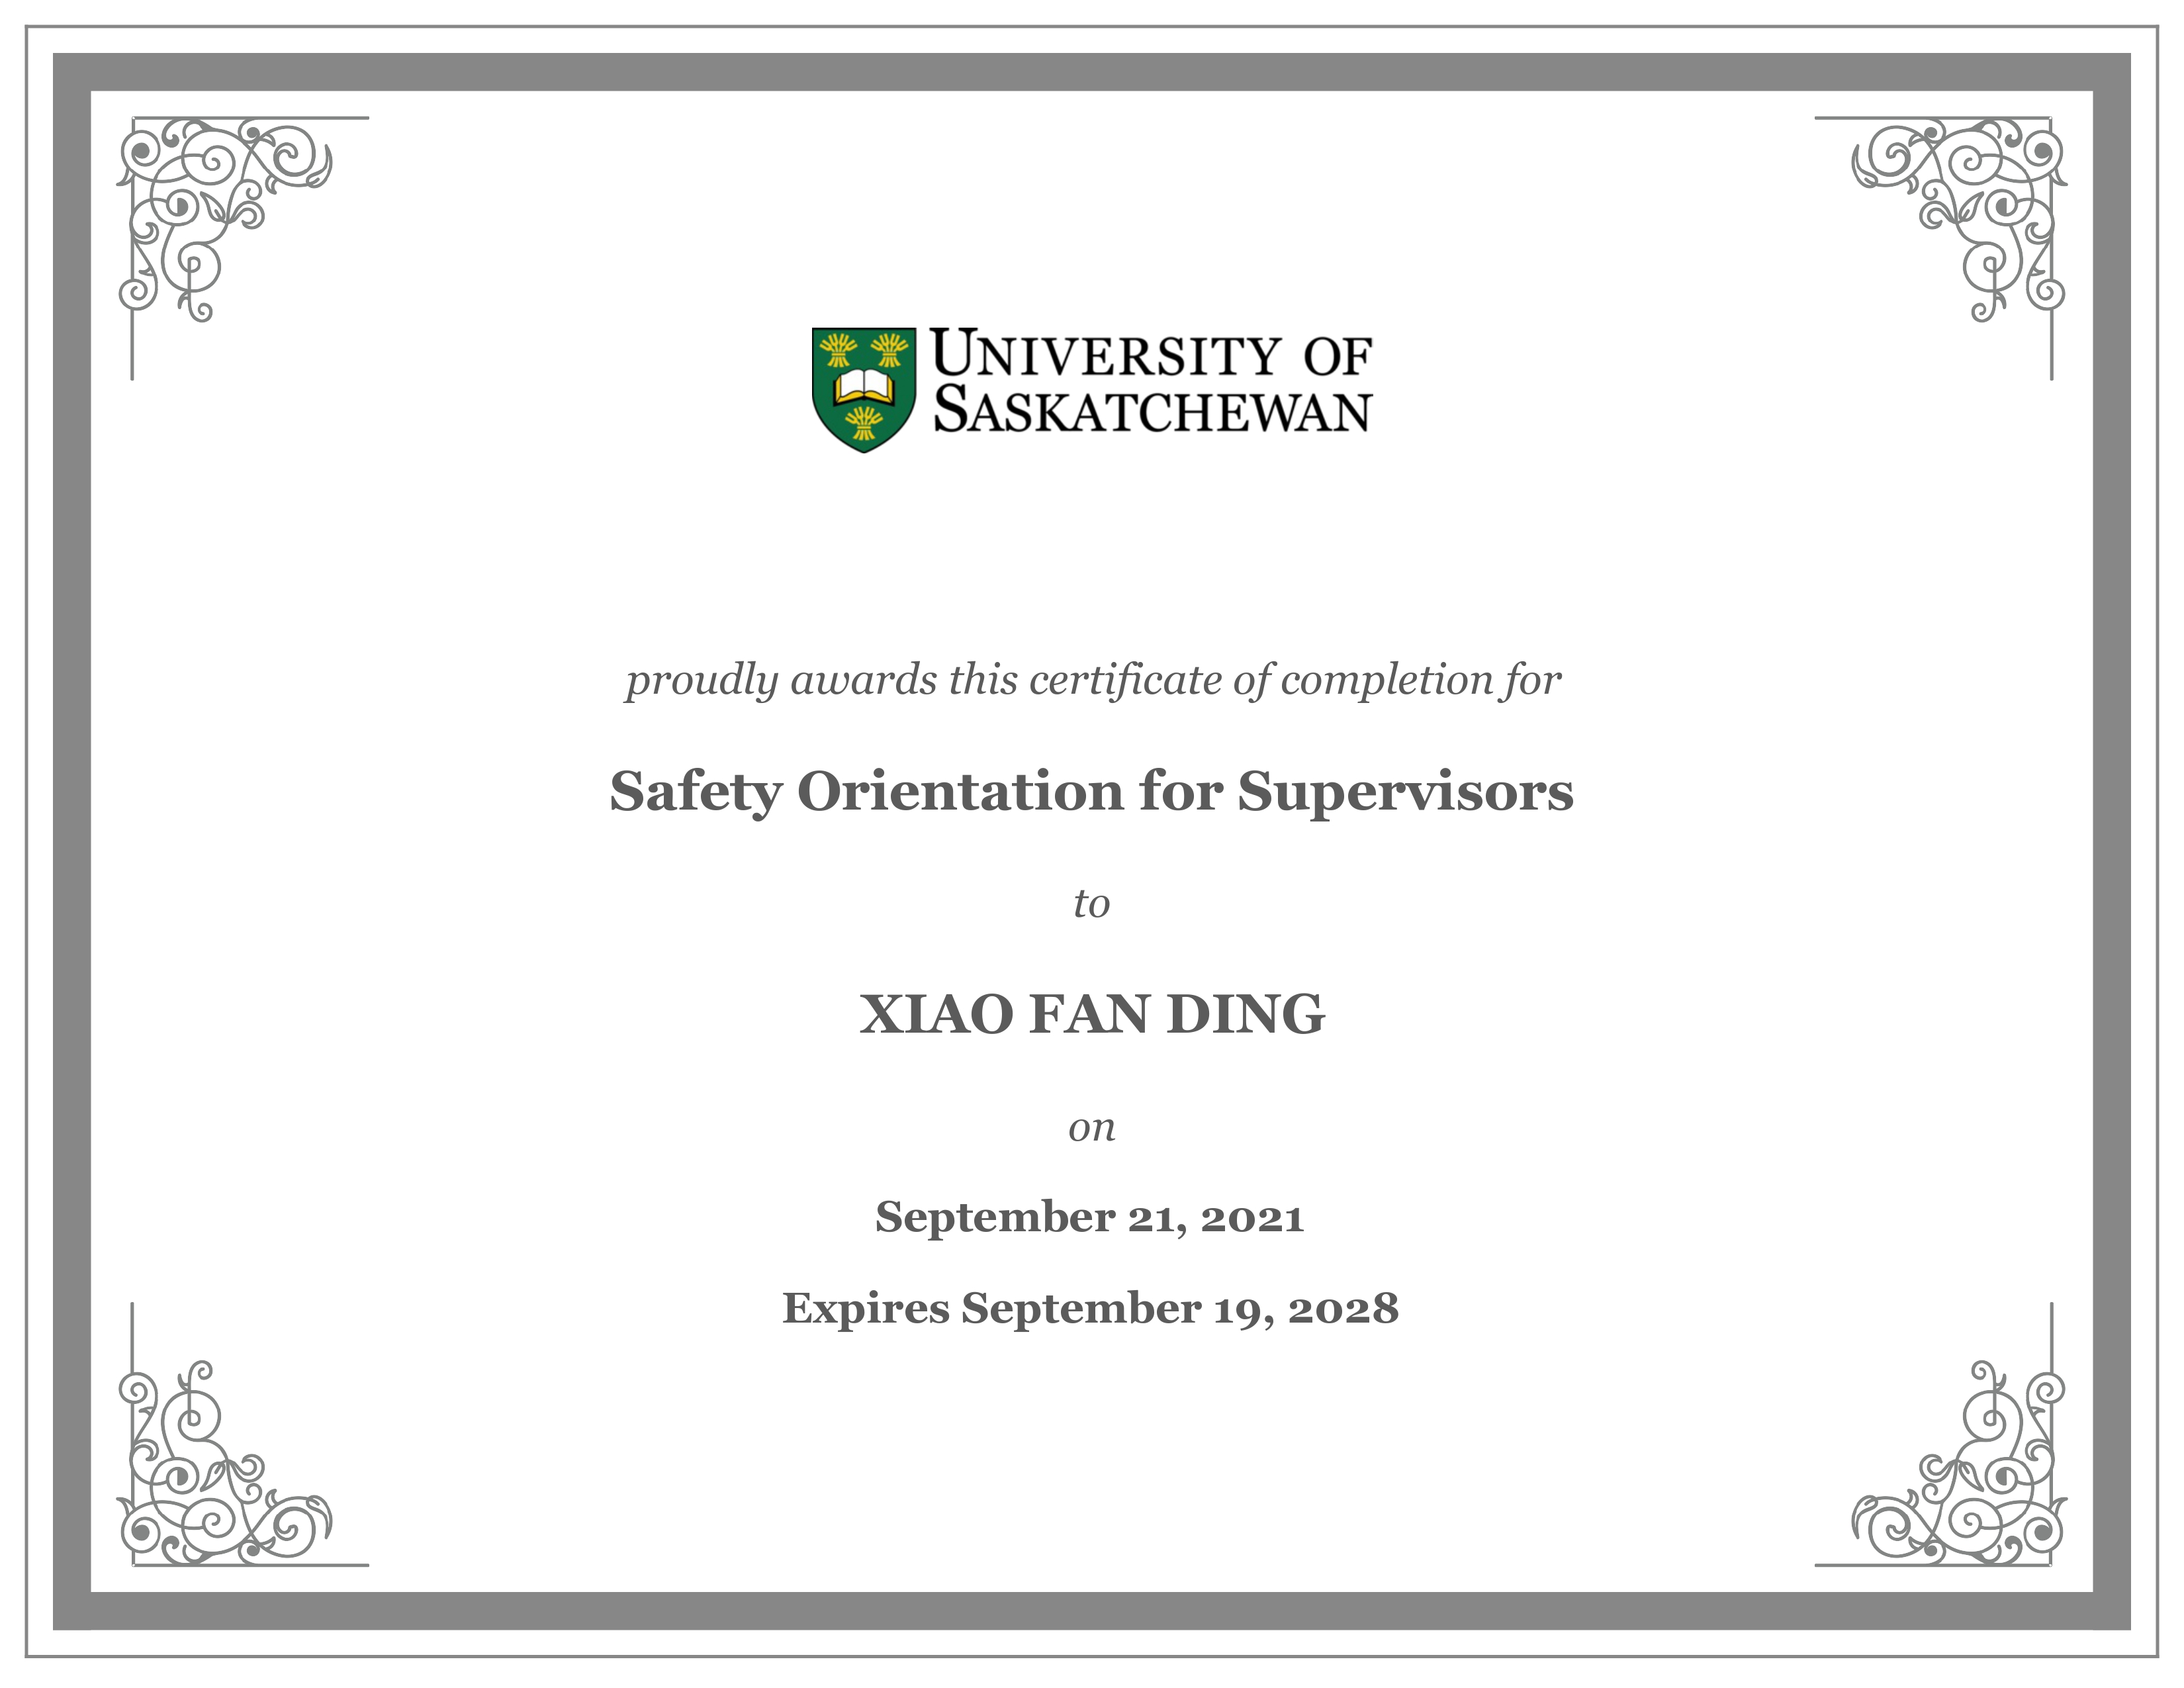 UNIVERSITY OF
SASKATCHEWAN
proudly awards this certificate of completion for
Safety Orientation for Supervisors
to
XIAO FAN DING
on
September 21, 2021
Expires September 19, 2028